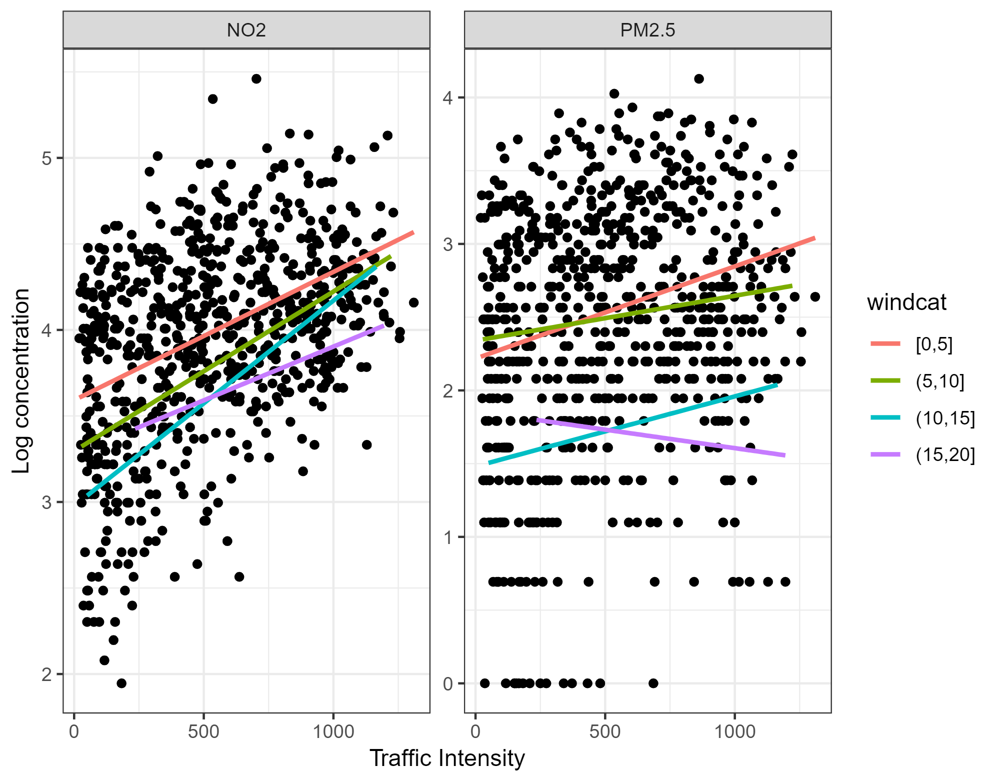 NO2
PM2.5
Log concentration
5
4
3
2
4
3
2
1
0
0 500 1000
0 500 1000
Traffic Intensity
windcat
[0,5]
(5,10]
(10,15]
(15,20]